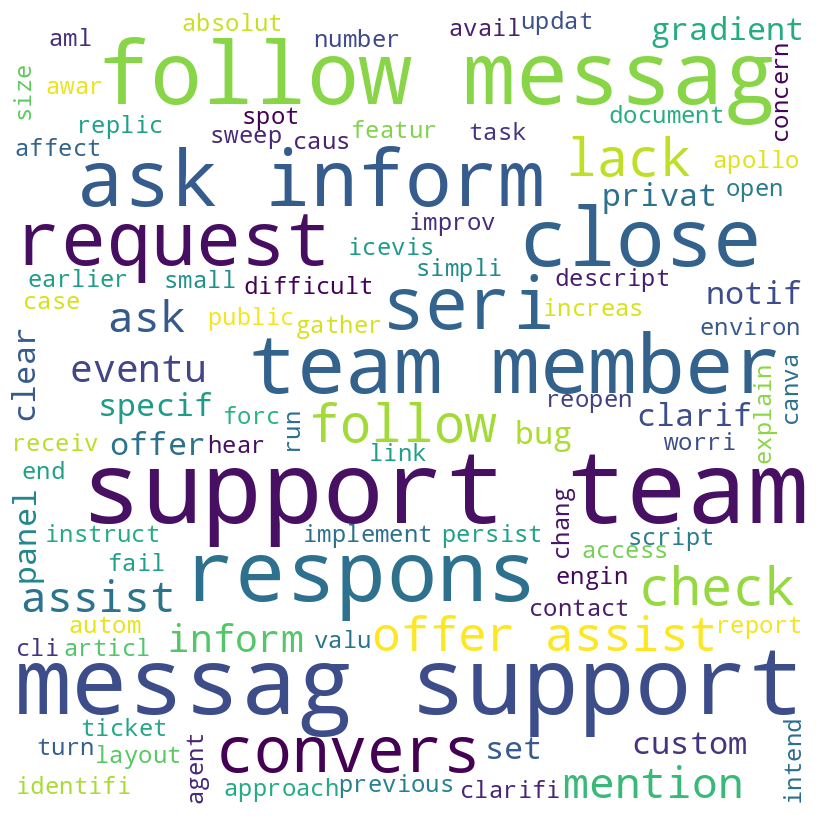 absolut
updat
avail
aml
number
gradient
follow messag
size
awar
concern
spot
document
replic
sweep
caus
featur
task
affect
ask inform
lack
apollo
privat
open
request
improv
close
icevis
simpli
earlier
small
difficult
descript
seri
notif
case
ask
public
gather
increas
environ
clear
team member
eventu
explain
canva
specif
reopen
forc
follow
clarif
bug
receiv
offer
hear
run
link
worri
end
support team
panel
chang
instruct
implement
persist
script
access
fail
respons
engin
assist
check
contact
autom
inform
valu
offer assist
report
cli
articl
messag support
ticket
turn
layout
convers
set
custom
intend
identifi
agent
approach
previous
clarifi
mention